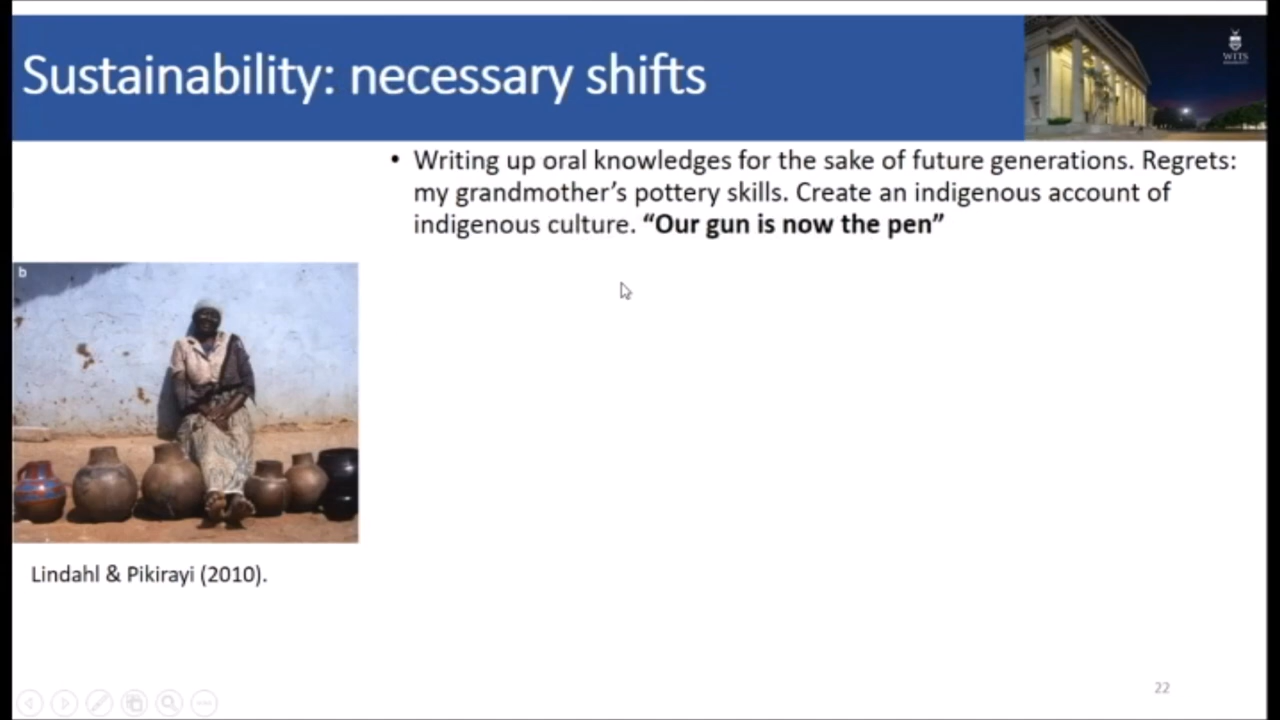 Sustainability: necessary shifts
WITS
• Writing up oral knowledges for the sake of future generations. Regrets:
my grandmother’s pottery skills. Create an indigenous account of
indigenous culture. “Our gun is now the pen”
b
Lindahl & Pikirayi (2010).
22